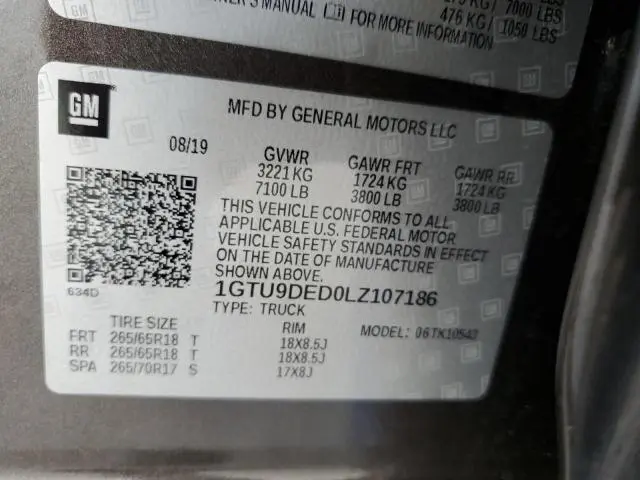 7000 LBS
OWNER'S MANUAL FOR MORE INFORMATION 476 KG / 1050 LBS
GM
MFD BY GENERAL MOTORS LLC
08/19 GVWR GAWR FRT GAWR RR
3221 KG 1724 KG 1724 KG
7100 LB 3800 LB 3800 LB
THIS VEHICLE CONFORMS TO ALL
APPLICABLE U.S. FEDERAL MOTOR
VEHICLE SAFETY STANDARDS IN EFFECT
ON THE DATE OF MANUFACTURE
SHOWN ABOVE.
634D 1GTU9DED0LZ107186
TYPE: TRUCK MODEL: 06TK10543
TIRE SIZE RIM
FRT 265/65R18 T 18X8.5J
RR 265/65R18 T 18X8.5J
SPA 265/70R17 S 17X8J